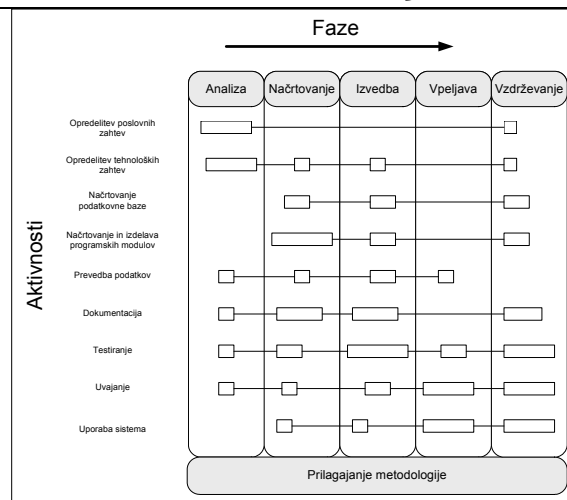 Faze
Analiza
Načrtovanje
Izvedba
Vpeljava
Vzdrževanje
Aktivnosti
Opredelitev poslovnih
zahtev
Opredelitev tehnoloških
zahtev
Načrtovanje
podatkovne baze
Načrtovanje in izdelava
programskih modulov
Prevedba podatkov
Dokumentacija
Testiranje
Uvajanje
Uporaba sistema
Prilagajanje metodologije